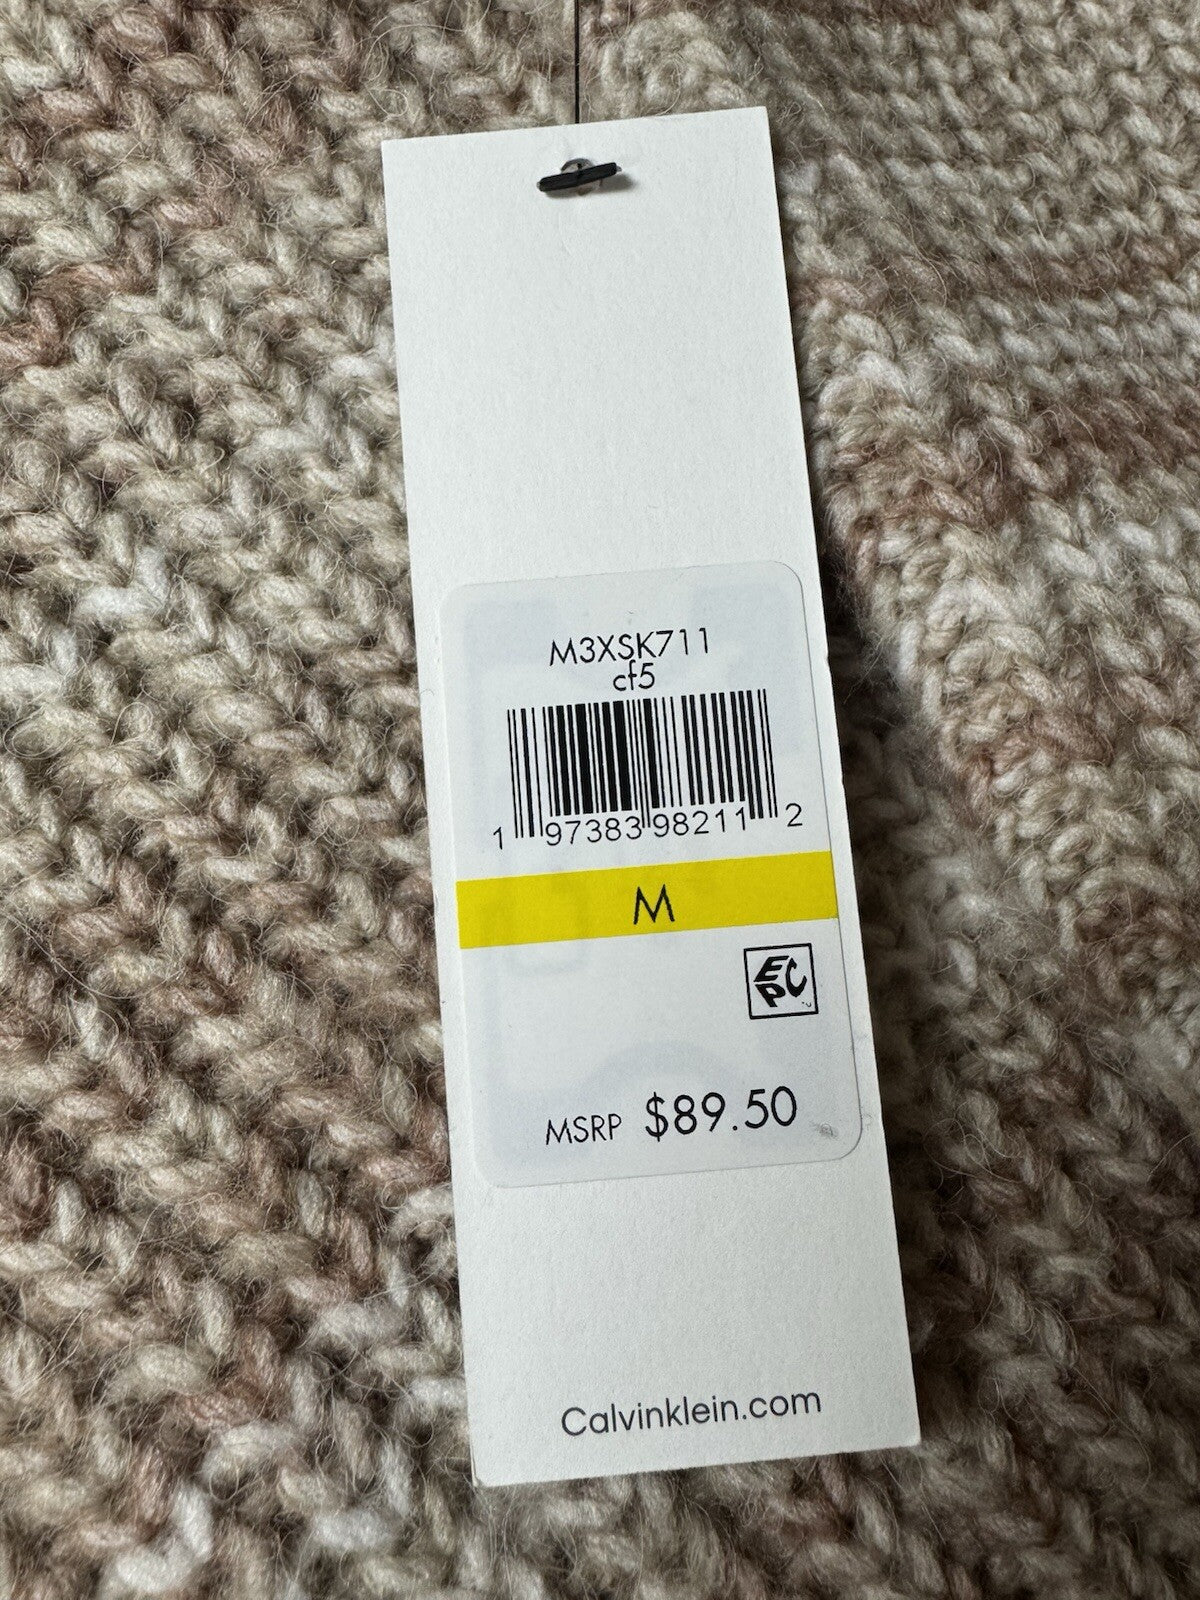 M3XSK711
cf5
1 97383 98211 2
M
EPC
MSRP $89.50
Calvinklein.com